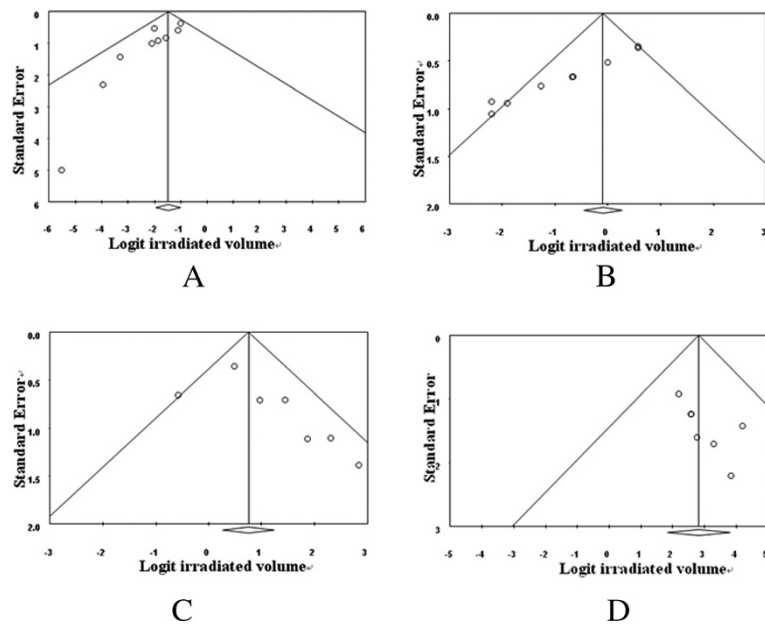 0
1
2
3
4
5
6
Standard Error
-6 -5 -4 -3 -2 -1 0 1 2 3 4 5 6
Logit irradiated volume
A
0.0
0.5
1.0
1.5
2.0
Standard Error
-3 -2 -1 0 1 2 3
Logit irradiated volume
B
0.0
0.5
1.0
1.5
2.0
Standard Error
-3 -2 -1 0 1 2 3
Logit irradiated volume
C
0
1
2
3
Standard Error
-5 -4 -3 -2 -1 0 1 2 3 4 5
Logit irradiated volume
D